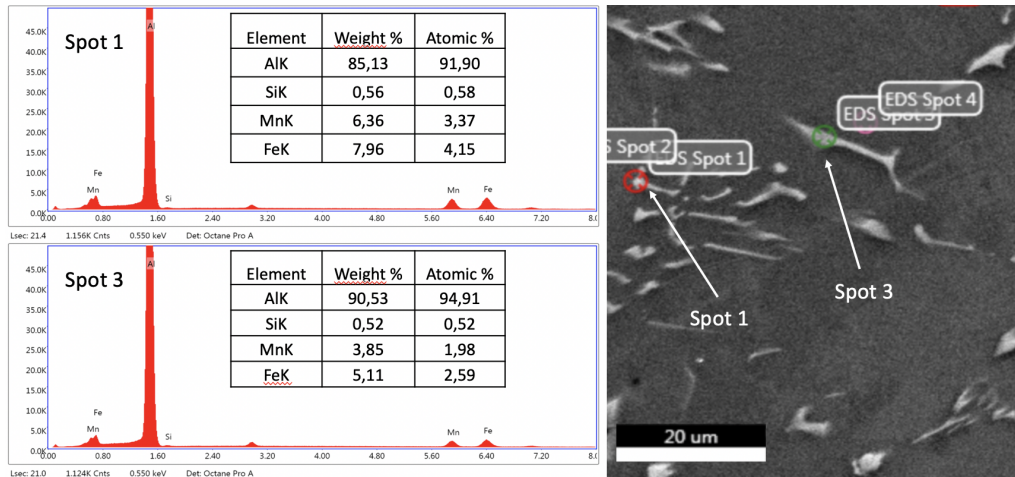 Spot 1
45.0K
40.0K
35.0K
30.0K
25.0K
20.0K
15.0K
10.0K
5.0K
0.0K
Al
Fe
Mn
Si
Mn
Fe
0.00 0.80 1.60 2.40 3.20 4.00 4.80 5.60 6.40 7.20 8.0
Lsec: 21.4 1.156K Cnts 0.550 keV Det: Octane Pro A
Element Weight % Atomic %
AlK 85,13 91,90
SiK 0,56 0,58
MnK 6,36 3,37
FeK 7,96 4,15
Spot 3
45.0K
40.0K
35.0K
30.0K
25.0K
20.0K
15.0K
10.0K
5.0K
0.0K
Al
Fe
Mn
Si
Mn
Fe
0.00 0.80 1.60 2.40 3.20 4.00 4.80 5.60 6.40 7.20 8.0
Lsec: 21.0 1.124K Cnts 0.550 keV Det: Octane Pro A
Element Weight % Atomic %
AlK 90,53 94,91
SiK 0,52 0,52
MnK 3,85 1,98
FeK 5,11 2,59
EDS Spot 4
EDS Spot 3
S Spot 2
EDS Spot 1
Spot 3
Spot 1
20 um